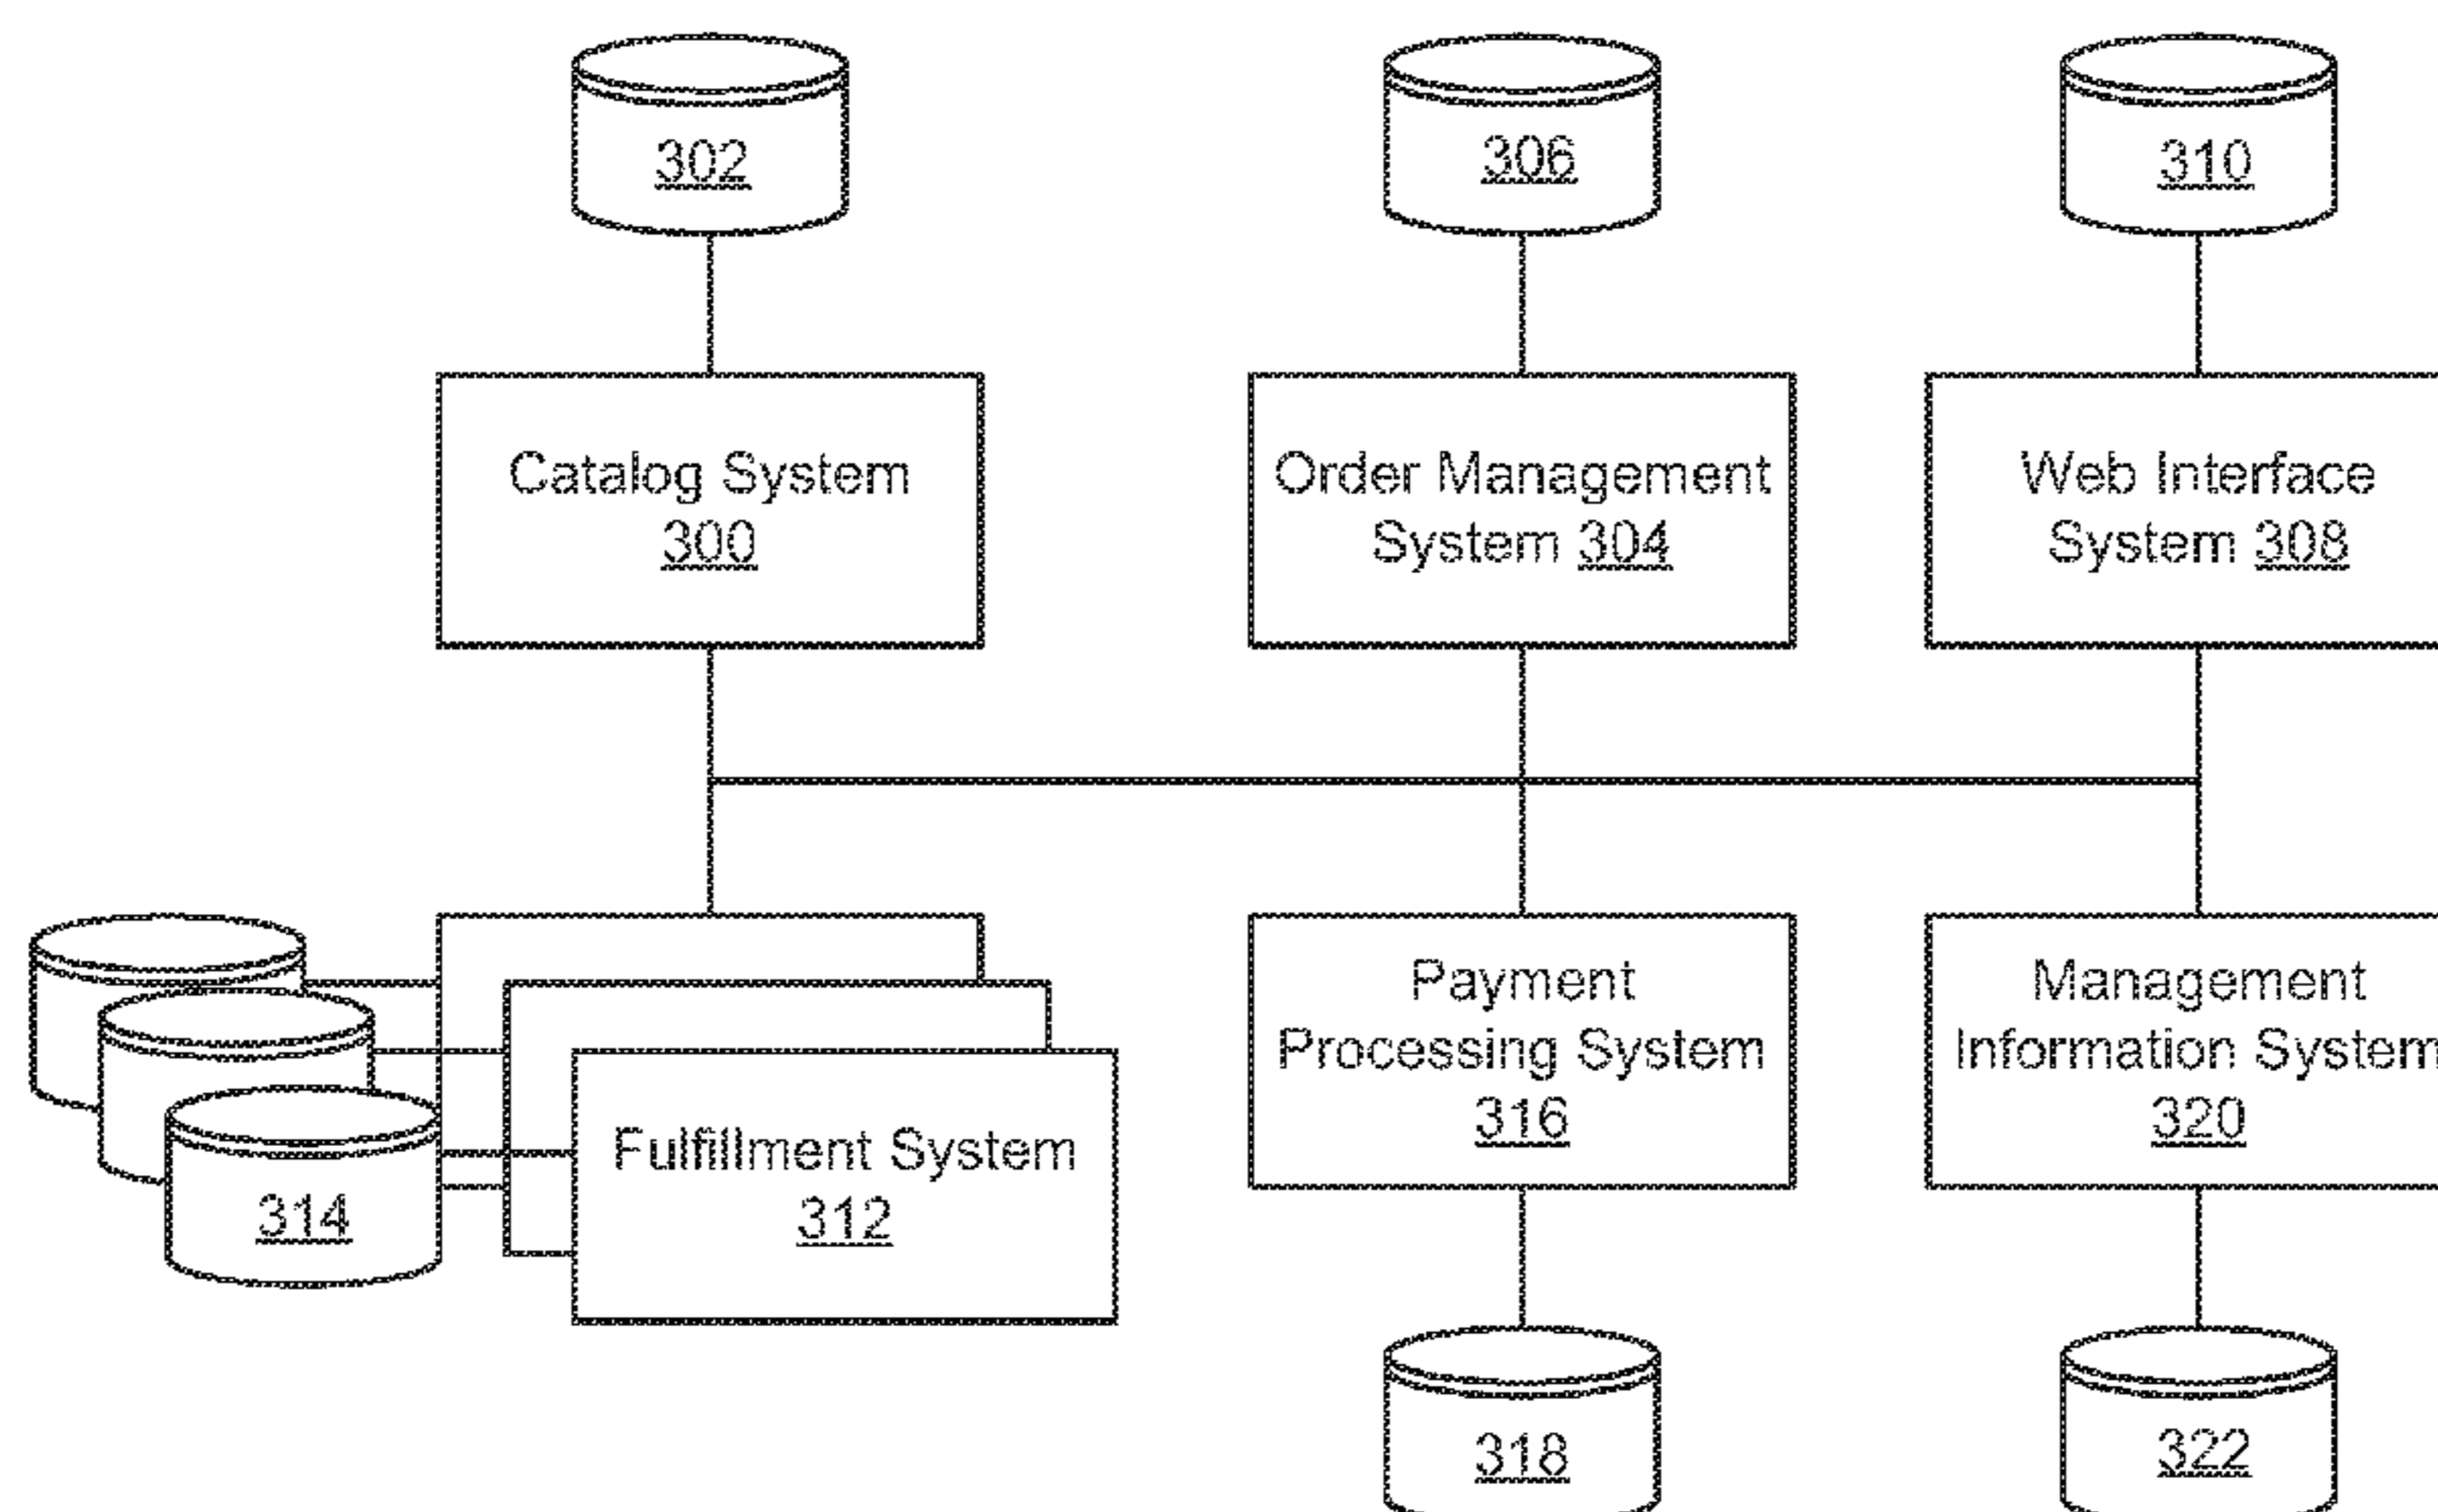 302
306
310
Catalog System
300
Order Management
System 304
Web Interface
System 308
Fulfillment System
312
314
Payment
Processing System
316
Management
Information System
320
318
322